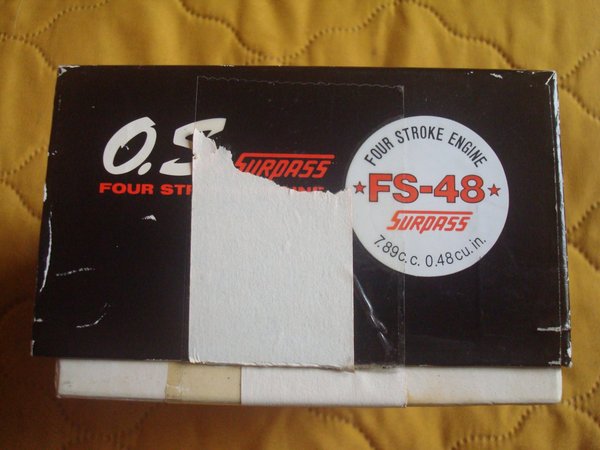 O.S
SURPASS
FOUR
FOUR STROKE ENGINE
★FS-48★
SURPASS
7.89c.c. 0.48cu.in.